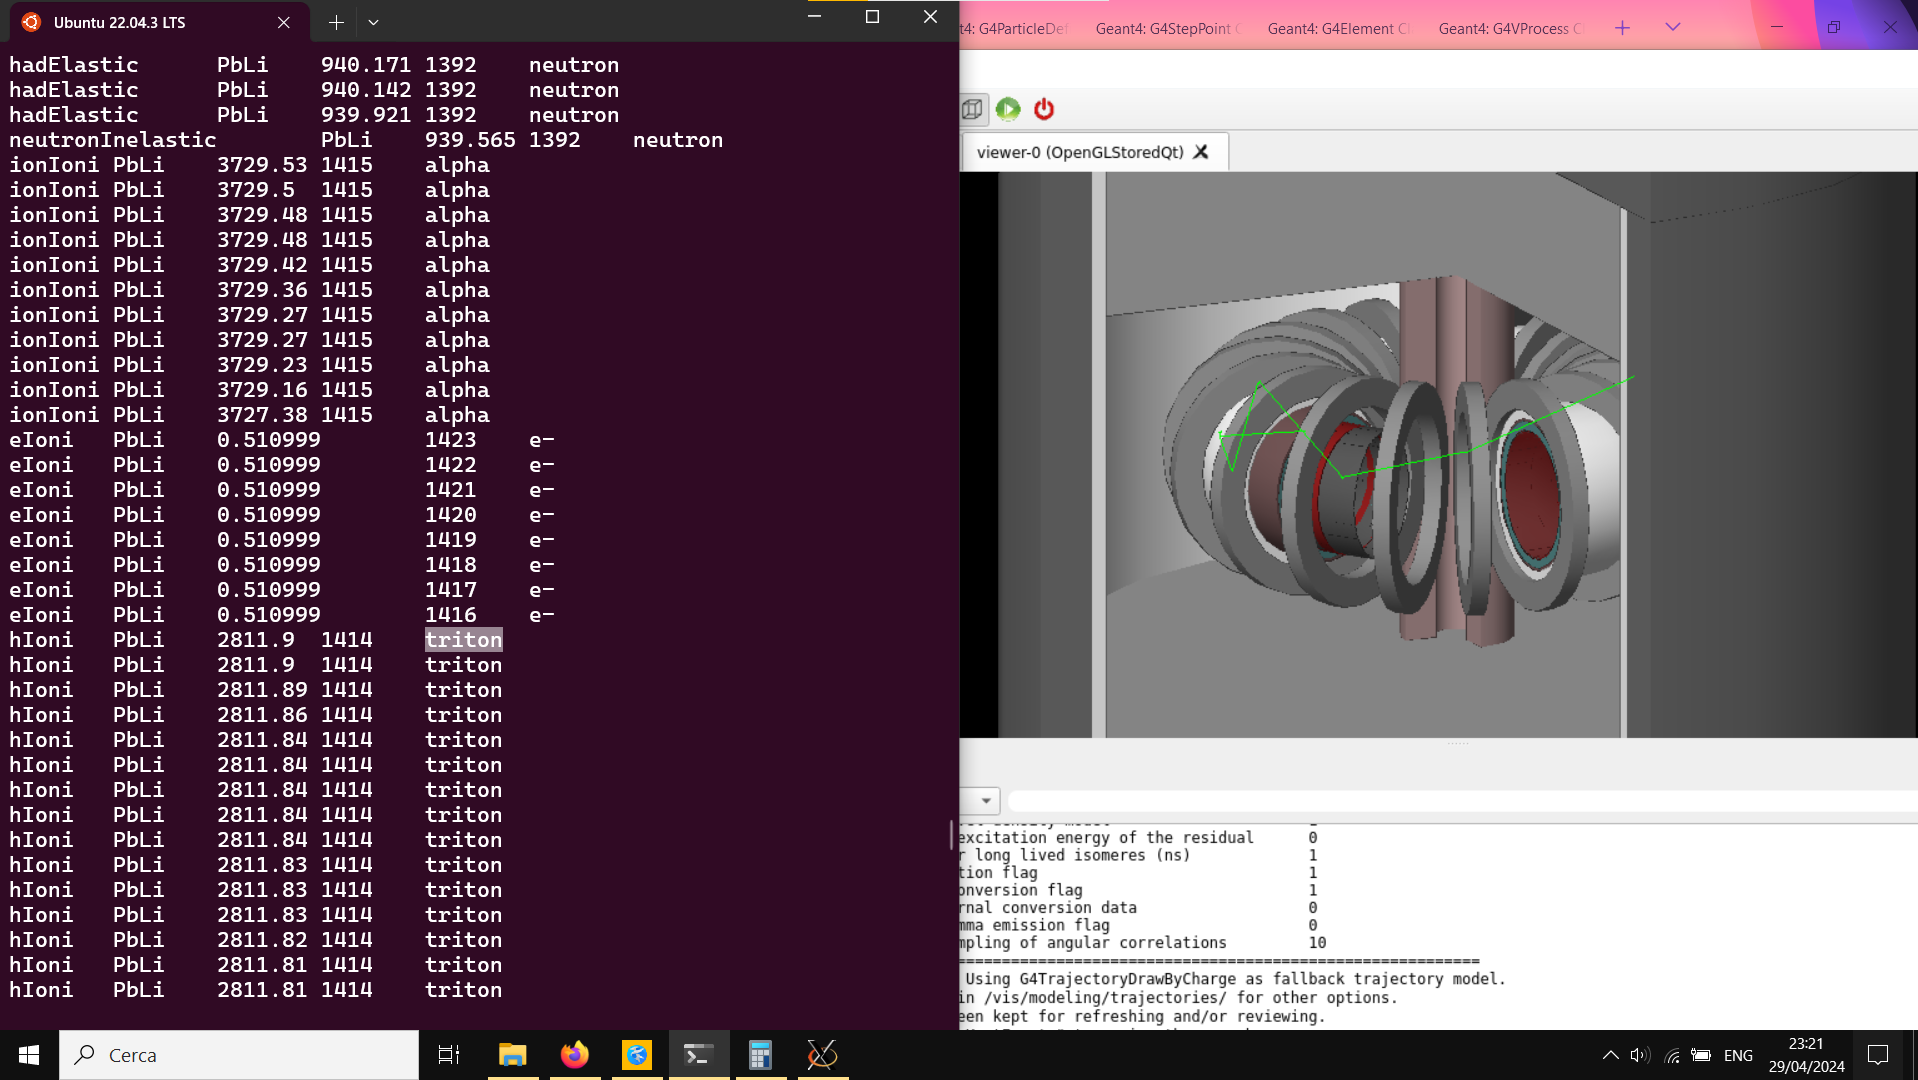 Ubuntu 22.04.3 LTS
hadElastic PbLi 940.171 1392 neutron
hadElastic PbLi 940.142 1392 neutron
hadElastic PbLi 939.921 1392 neutron
neutronInelastic PbLi 939.565 1392 neutron
ionIoni PbLi 3729.53 1415 alpha
ionIoni PbLi 3729.5 1415 alpha
ionIoni PbLi 3729.48 1415 alpha
ionIoni PbLi 3729.48 1415 alpha
ionIoni PbLi 3729.42 1415 alpha
ionIoni PbLi 3729.36 1415 alpha
ionIoni PbLi 3729.27 1415 alpha
ionIoni PbLi 3729.27 1415 alpha
ionIoni PbLi 3729.23 1415 alpha
ionIoni PbLi 3729.16 1415 alpha
ionIoni PbLi 3727.38 1415 alpha
eIoni PbLi 0.510999 1423 e-
eIoni PbLi 0.510999 1422 e-
eIoni PbLi 0.510999 1421 e-
eIoni PbLi 0.510999 1420 e-
eIoni PbLi 0.510999 1419 e-
eIoni PbLi 0.510999 1418 e-
eIoni PbLi 0.510999 1417 e-
eIoni PbLi 0.510999 1416 e-
hIoni PbLi 2811.9 1414 triton
hIoni PbLi 2811.9 1414 triton
hIoni PbLi 2811.89 1414 triton
hIoni PbLi 2811.86 1414 triton
hIoni PbLi 2811.84 1414 triton
hIoni PbLi 2811.84 1414 triton
hIoni PbLi 2811.84 1414 triton
hIoni PbLi 2811.84 1414 triton
hIoni PbLi 2811.84 1414 triton
hIoni PbLi 2811.83 1414 triton
hIoni PbLi 2811.83 1414 triton
hIoni PbLi 2811.83 1414 triton
hIoni PbLi 2811.82 1414 triton
hIoni PbLi 2811.81 1414 triton
hIoni PbLi 2811.81 1414 triton
t4: G4ParticleDef Geant4: G4StepPoint C Geant4: G4Element Cl Geant4: G4VProcess Cl
viewer-0 (OpenGLStoredQt)
excitation energy of the residual 0
r long lived isomeres (ns) 1
tion flag 1
onversion flag 1
rnal conversion data 0
mma emission flag 0
mpling of angular correlations 10
================================================================
Using G4TrajectoryDrawByCharge as fallback trajectory model.
in /vis/modeling/trajectories/ for other options.
een kept for refreshing and/or reviewing.
Cerca
ENG
23:21
29/04/2024